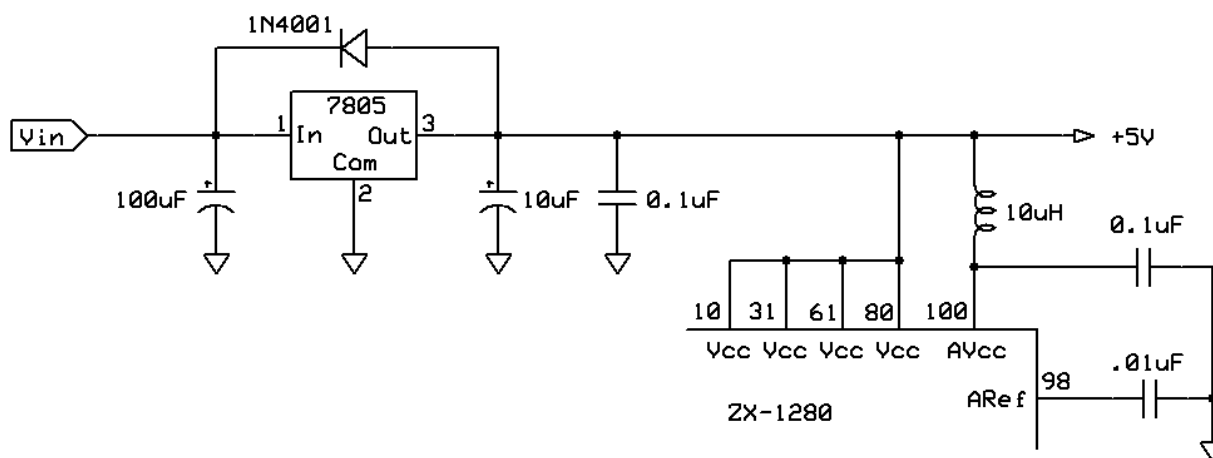 1N4001
7805
Vin
1
In
Out
3
Com
2
+5V
100uF
10uF
0.1uF
10uH
0.1uF
10
31
61
80
100
Vcc
Vcc
Vcc
Vcc
AVcc
.01uF
ARef
98
ZX-1280